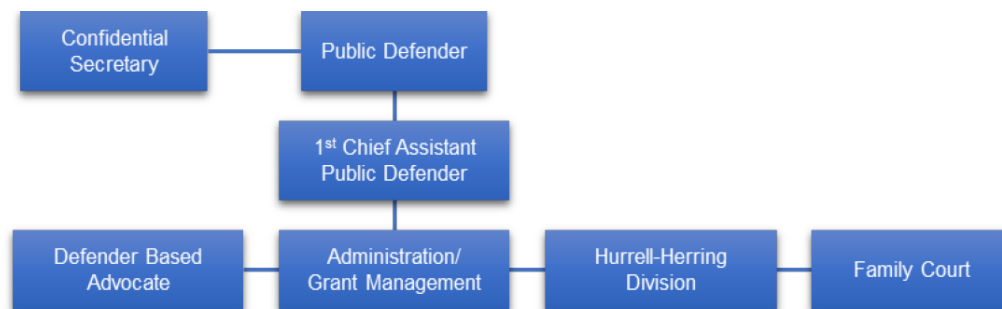 Confidential
Secretary
Public Defender
1st Chief Assistant
Public Defender
Defender Based
Advocate
Administration/
Grant Management
Hurrell-Herring
Division
Family Court